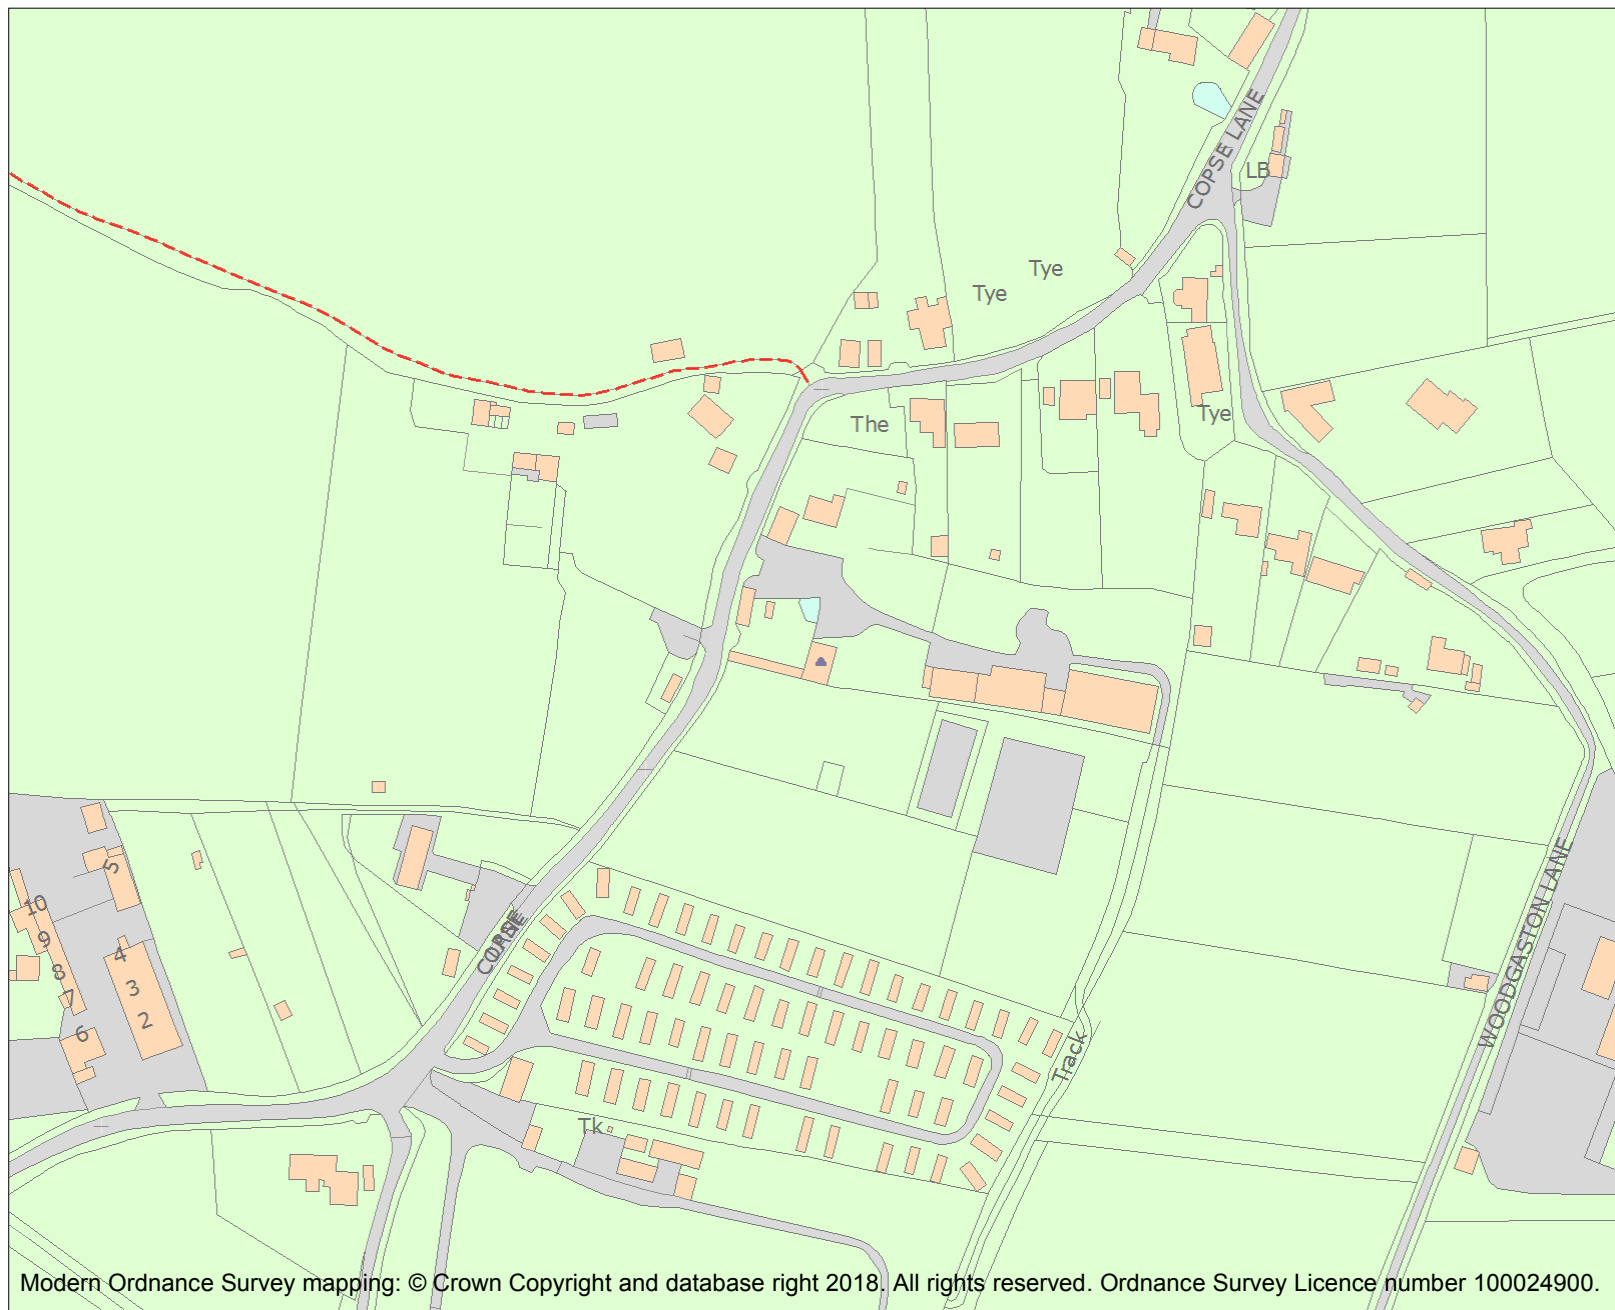 COPSE LANE
LB
Tye
Tye
The
Tye
5
10
9
8
7
6
4
3
2
COPSE
LANE
WOODGASTON LANE
Track
Tk
Modern Ordnance Survey mapping: © Crown Copyright and database right 2018. All rights reserved. Ordnance Survey Licence number 100024900.